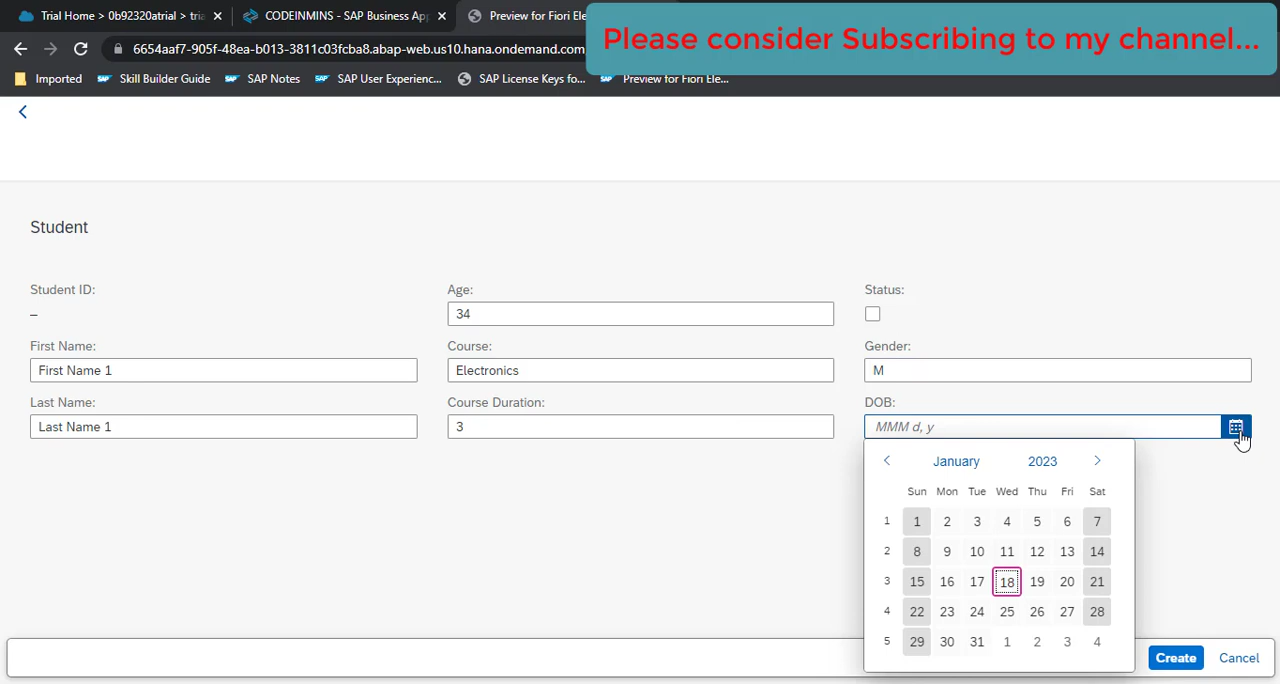 Trial Home > 0b92320atrial > tria
CODEINMINS - SAP Business App
Preview for Fiori Ele
Please consider Subscribing to my channel...
6654aaf7-905f-48ea-b013-3811c03fcba8.abap-web.us10.hana.ondemand.com
Imported
Skill Builder Guide
SAP Notes
SAP User Experienc...
SAP License Keys fo...
Preview for Fiori Ele...
Student
Student ID:
–
Age:
34
Status:
First Name:
First Name 1
Course:
Electronics
Gender:
M
Last Name:
Last Name 1
Course Duration:
3
DOB:
MMM d, y
January 2023
Sun Mon Tue Wed Thu Fri Sat
1 1 2 3 4 5 6 7
2 8 9 10 11 12 13 14
3 15 16 17 18 19 20 21
4 22 23 24 25 26 27 28
5 29 30 31 1 2 3 4
Create Cancel